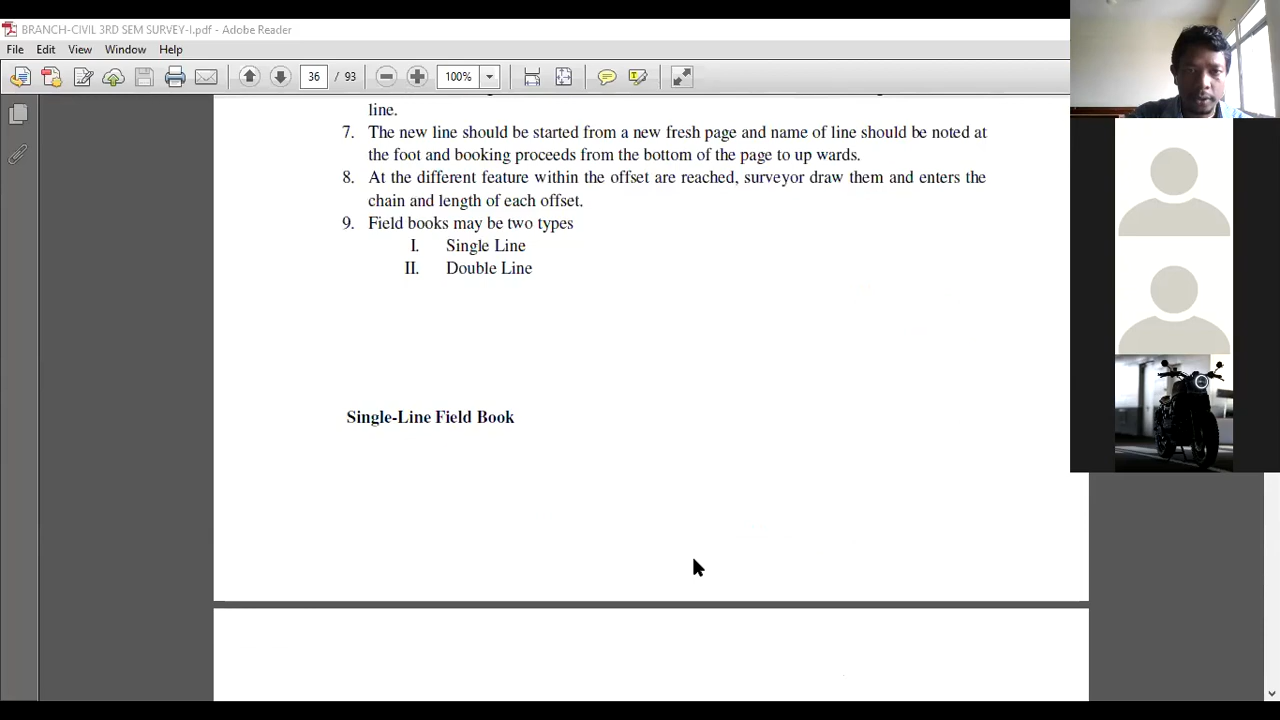 BRANCH-CIVIL 3RD SEM SURVEY-I.pdf - Adobe Reader
File Edit View Window Help
36 / 93 100%
line.
7. The new line should be started from a new fresh page and name of line should be noted at
the foot and booking proceeds from the bottom of the page to up wards.
8. At the different feature within the offset are reached, surveyor draw them and enters the
chain and length of each offset.
9. Field books may be two types
I. Single Line
II. Double Line
Single-Line Field Book